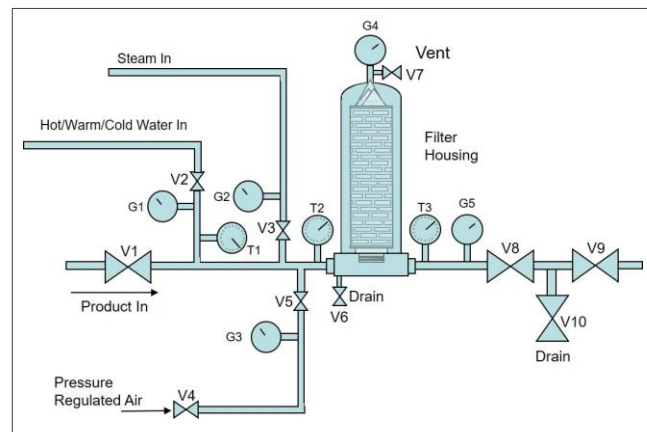 G4
Vent
Steam In
V7
Hot/Warm/Cold Water In
Filter
Housing
V2
G2
G1
T2
T3
G5
V3
T1
V1
V8
V9
Product In
V5
Drain
V6
V10
G3
Drain
Pressure
Regulated Air
V4